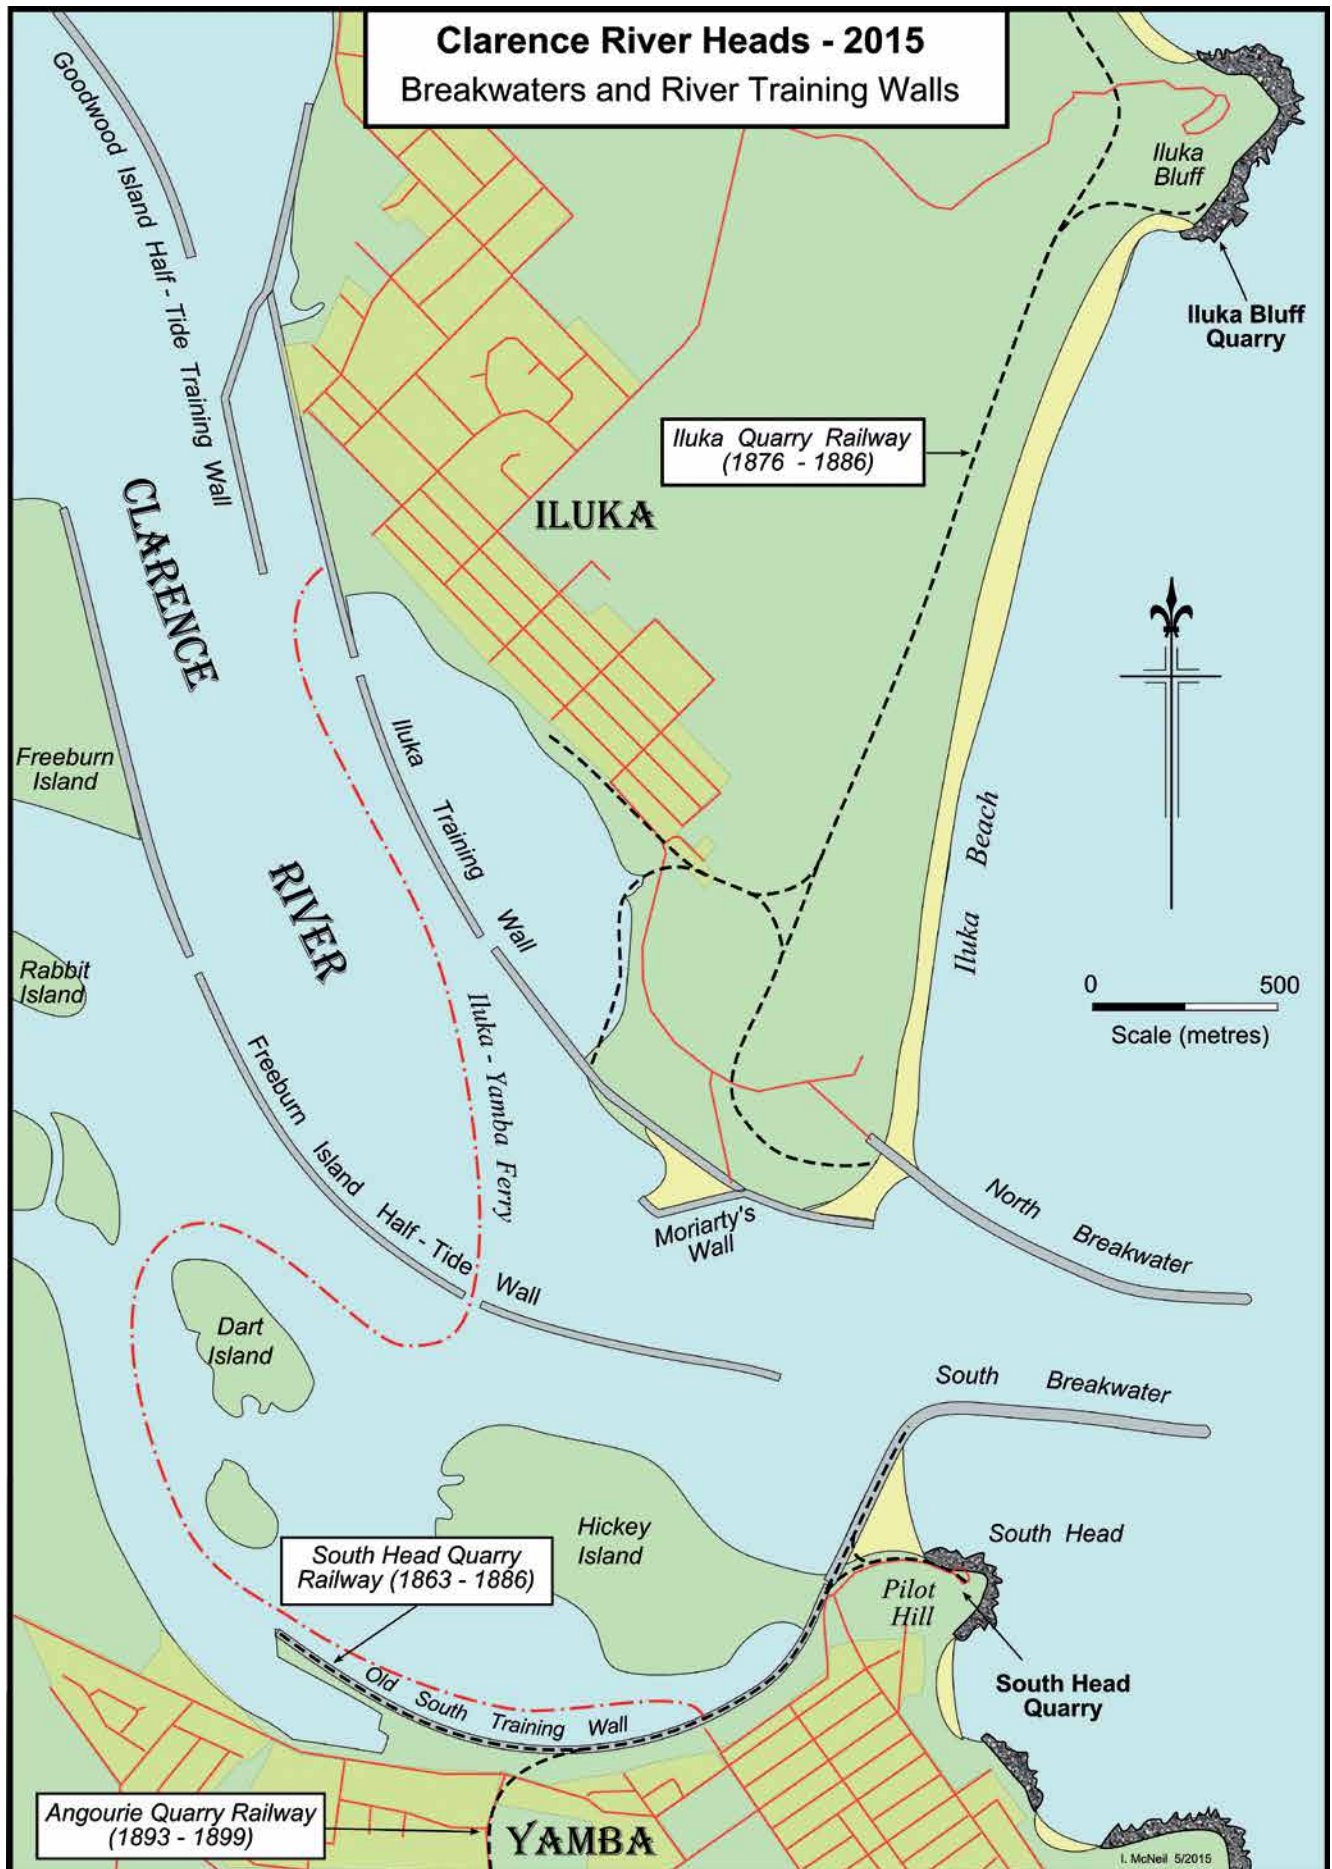 Clarence River Heads - 2015
Breakwaters and River Training Walls
Goodwood Island Half - Tide Training Wall
Iluka
Bluff
Iluka Bluff
Quarry
Iluka Quarry Railway
(1876 - 1886)
ILUKA
CLARENCE
RIVER
Freeburn
Island
Iluka Training Wall
Iluka Beach
Rabbit
Island
0 500
Scale (metres)
Iluka - Yamba Ferry
Freeburn Island Half - Tide Wall
Moriarty's
Wall
North Breakwater
Dart
Island
South Breakwater
Hickey
Island
South Head
South Head Quarry
Railway (1863 - 1886)
Pilot
Hill
South Head
Quarry
Old South Training Wall
Angourie Quarry Railway
(1893 - 1899)
YAMBA
I. McNeil 5/2015